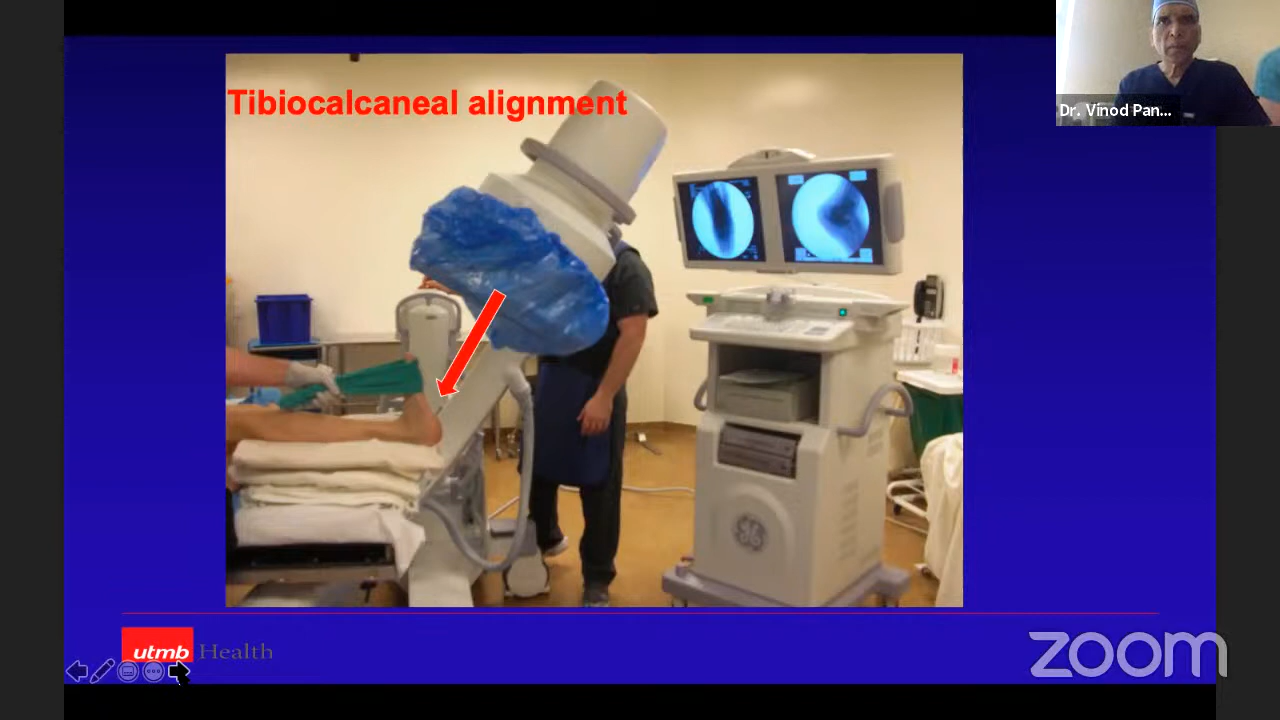 Tibiocalcaneal alignment
Dr. Vinod Pan...
utmb Health
zoom